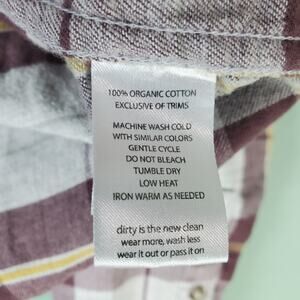 100% ORGANIC COTTON
EXCLUSIVE OF TRIMS
MACHINE WASH COLD
WITH SIMILAR COLORS
GENTLE CYCLE
DO NOT BLEACH
TUMBLE DRY
LOW HEAT
IRON WARM AS NEEDED
dirty is the new clean
wear more, wash less
wear it out or pass it on